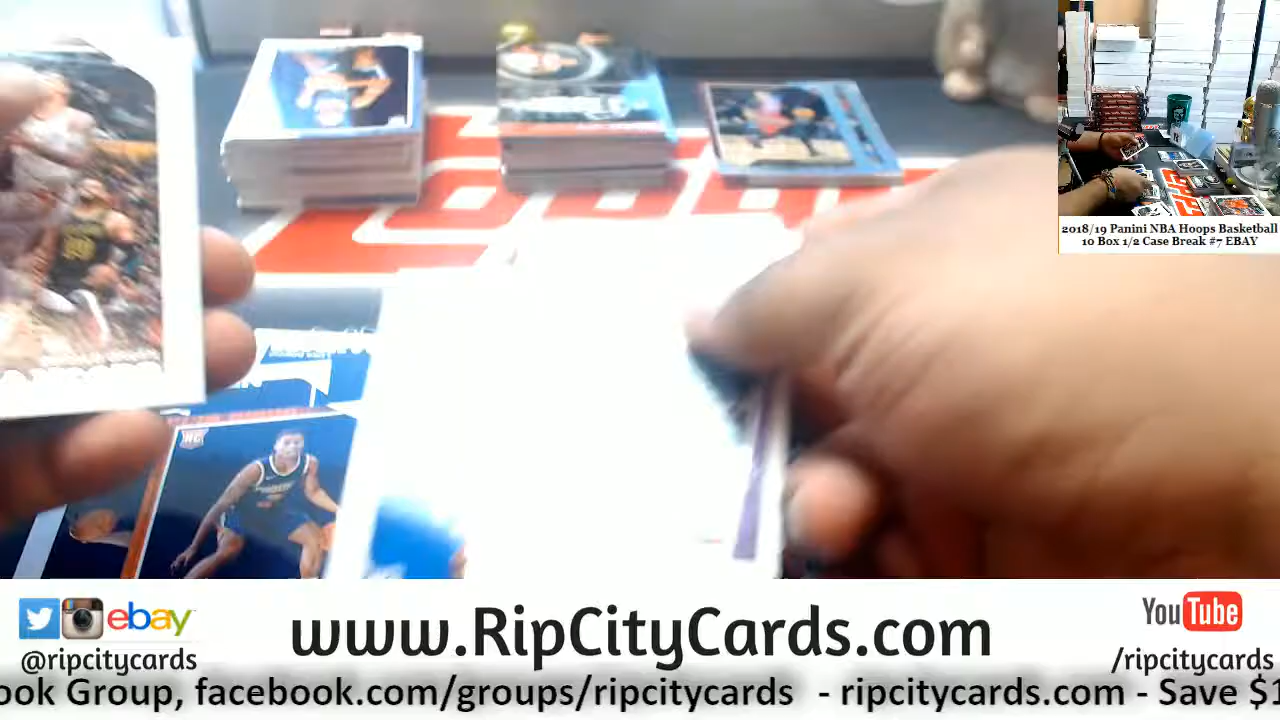 2018/19 Panini NBA Hoops Basketball
10 Box 1/2 Case Break #7 EBAY
RC
ebay
www.RipCityCards.com
YouTube
@ripcitycards
/ripcitycards
ook Group, facebook.com/groups/ripcitycards - ripcitycards.com - Save $1